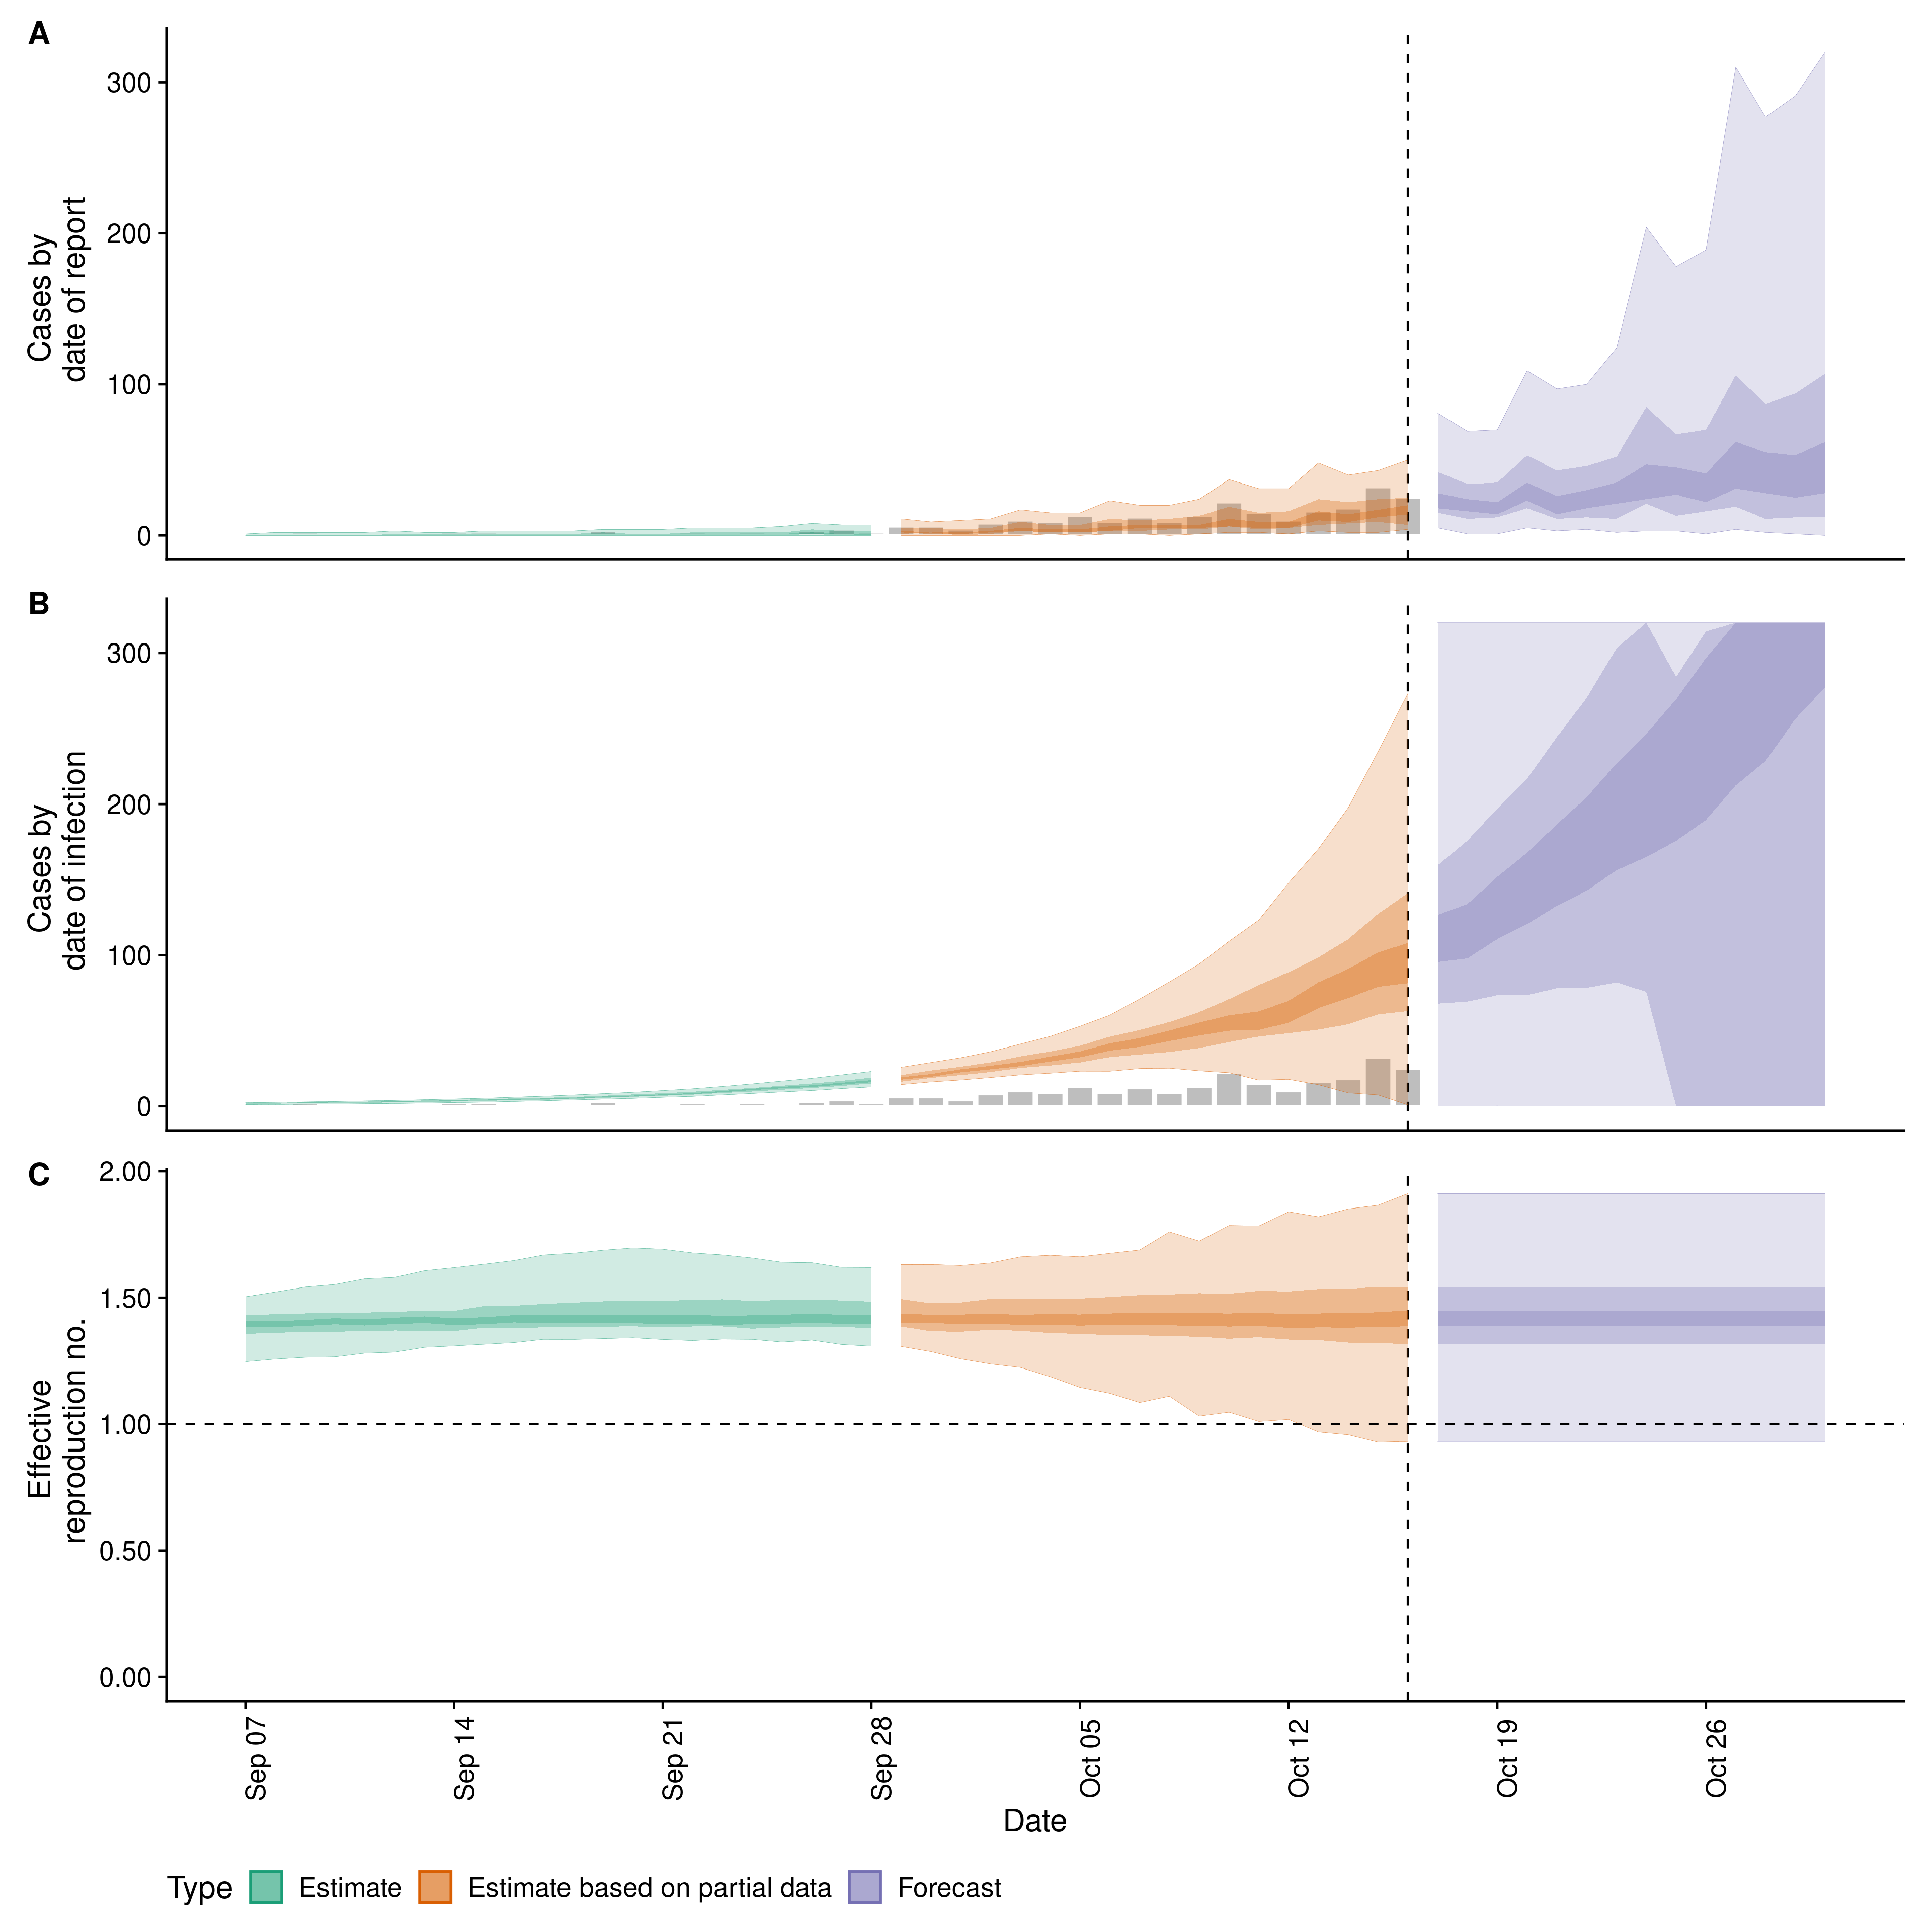 A
Cases by
date of report
300
200
100
0
B
Cases by
date of infection
300
200
100
0
C
Effective
reproduction no.
2.00
1.50
1.00
0.50
0.00
Sep 07
Sep 14
Sep 21
Sep 28
Oct 05
Oct 12
Oct 19
Oct 26
Date
Type Estimate Estimate based on partial data Forecast